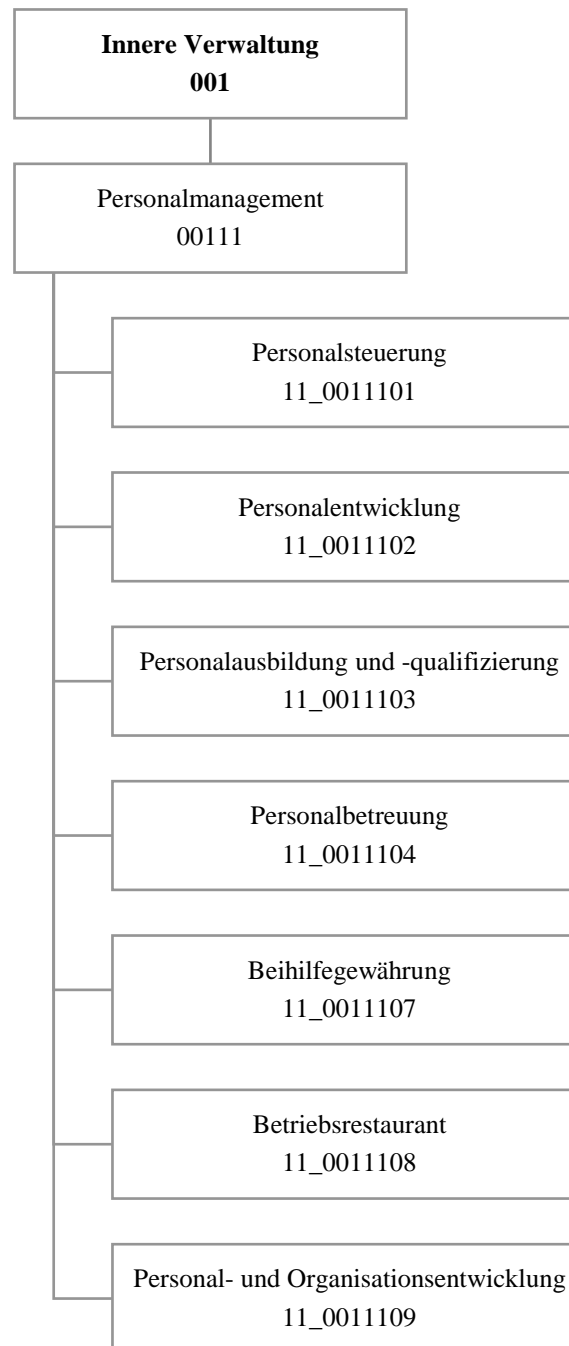 Innere Verwaltung
001
Personalmanagement
00111
Personalsteuerung
11_0011101
Personalentwicklung
11_0011102
Personalausbildung und -qualifizierung
11_0011103
Personalbetreuung
11_0011104
Beihilfegewährung
11_0011107
Betriebsrestaurant
11_0011108
Personal- und Organisationsentwicklung
11_0011109